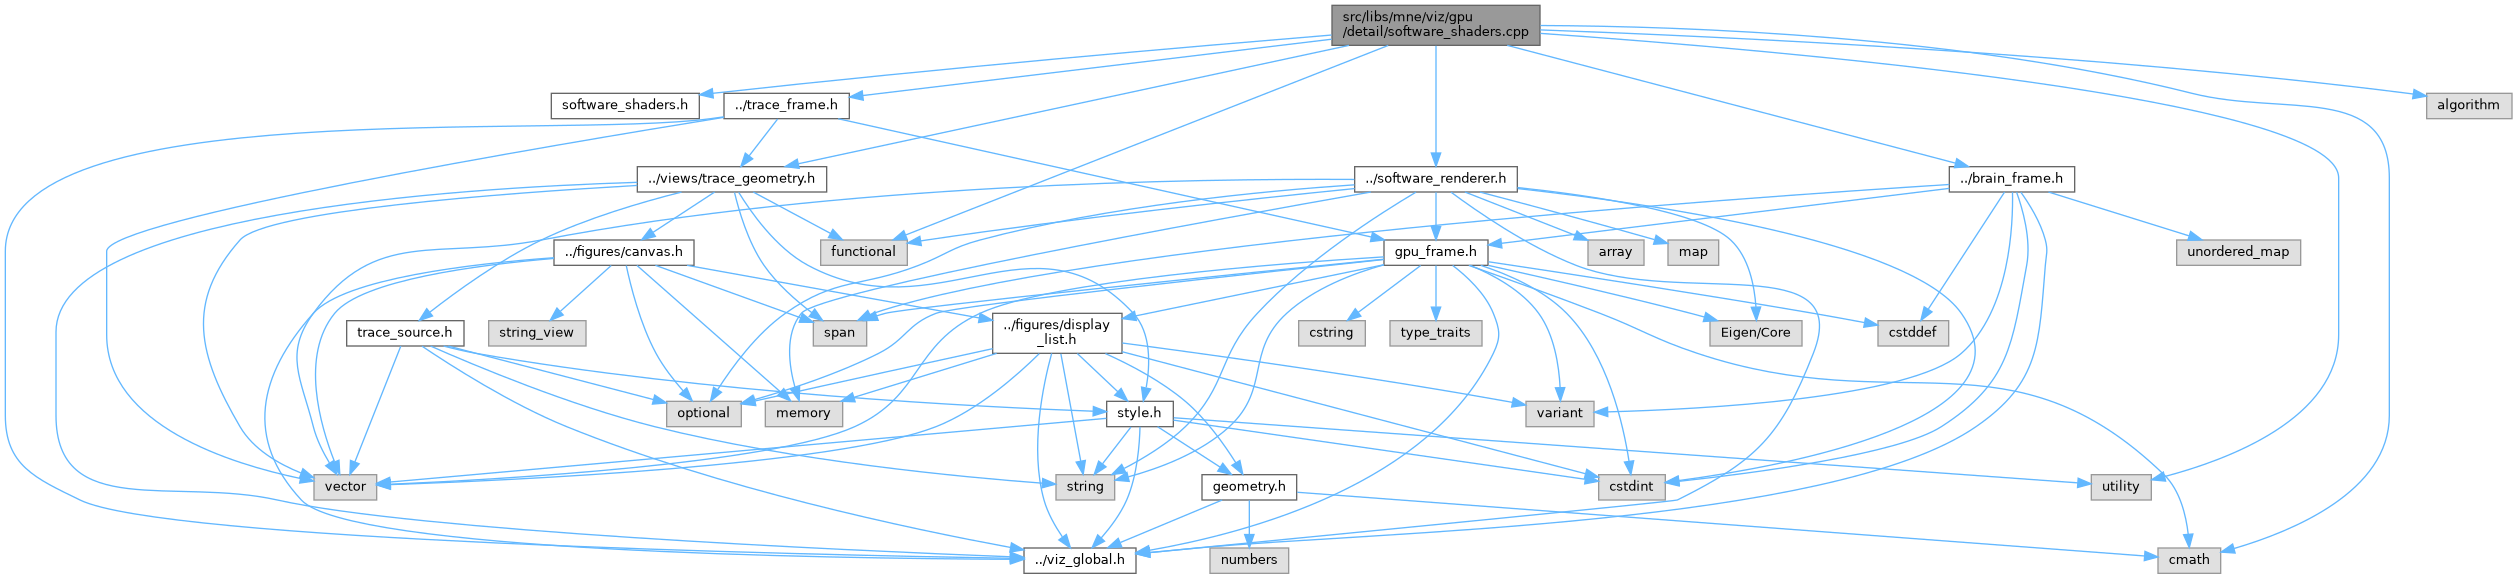 src/libs/mne/viz/gpu
/detail/software_shaders.cpp
software_shaders.h
../trace_frame.h
algorithm
../views/trace_geometry.h
../software_renderer.h
../brain_frame.h
../figures/canvas.h
functional
gpu_frame.h
array
map
unordered_map
trace_source.h
string_view
span
../figures/display
_list.h
cstring
type_traits
Eigen/Core
cstddef
optional
memory
style.h
variant
vector
string
geometry.h
cstdint
utility
../viz_global.h
numbers
cmath